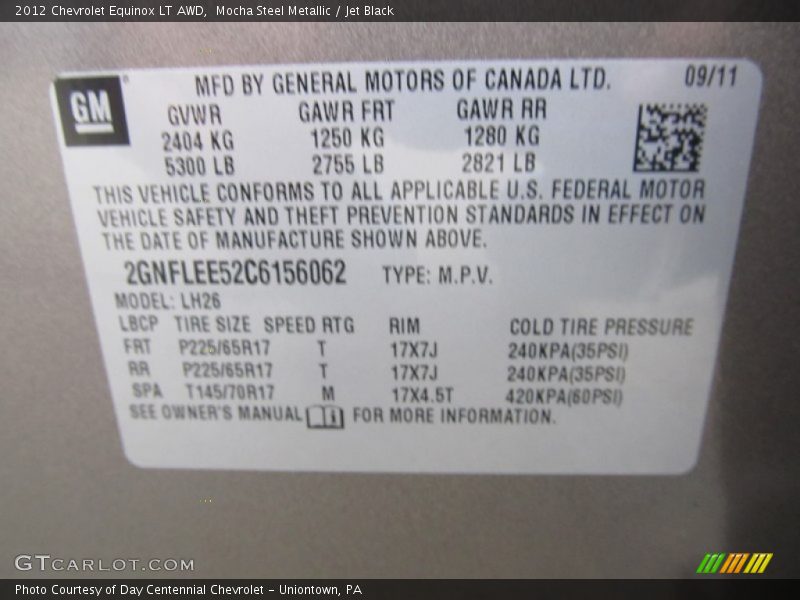 2012 Chevrolet Equinox LT AWD, Mocha Steel Metallic / Jet Black
MFD BY GENERAL MOTORS OF CANADA LTD. 09/11
GM
GVWR GAWR FRT GAWR RR
2404 KG 1250 KG 1280 KG
5300 LB 2755 LB 2821 LB
THIS VEHICLE CONFORMS TO ALL APPLICABLE U.S. FEDERAL MOTOR
VEHICLE SAFETY AND THEFT PREVENTION STANDARDS IN EFFECT ON
THE DATE OF MANUFACTURE SHOWN ABOVE.
2GNFLEE52C6156062 TYPE: M.P.V.
MODEL: LH26
LBCP TIRE SIZE SPEED RTG RIM COLD TIRE PRESSURE
FRT P225/65R17 T 17X7J 240KPA(35PSI)
RR P225/65R17 T 17X7J 240KPA(35PSI)
SPA T145/70R17 M 17X4.5T 420KPA(60PSI)
SEE OWNER'S MANUAL FOR MORE INFORMATION.
GTCARLOT.COM
Photo Courtesy of Day Centennial Chevrolet - Uniontown, PA